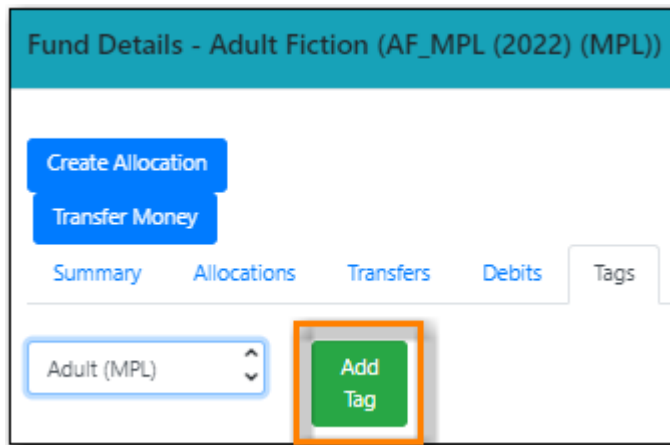 Fund Details - Adult Fiction (AF_MPL (2022) (MPL))
Create Allocation
Transfer Money
Summary Allocations Transfers Debits Tags
Adult (MPL)
Add
Tag